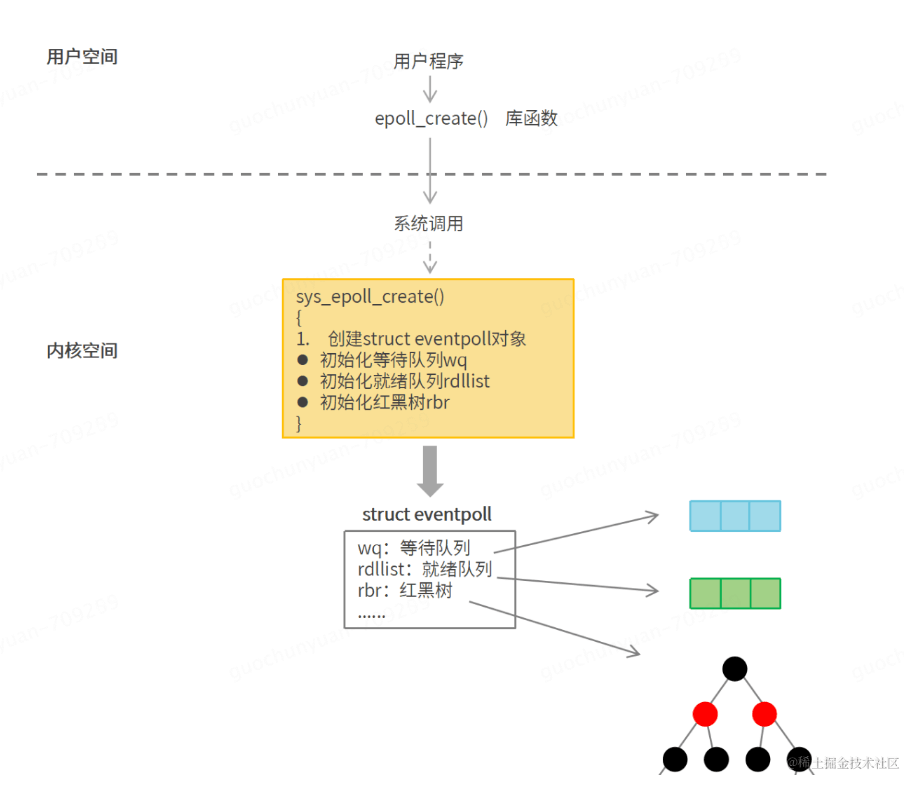 用户空间
用户程序
epoll_create() 库函数
系统调用
内核空间
sys_epoll_create()
{
1. 创建struct eventpoll对象
● 初始化等待队列wq
● 初始化就绪队列rdllist
● 初始化红黑树rbr
}
struct eventpoll
wq：等待队列
rdllist：就绪队列
rbr：红黑树
......
@稀土掘金技术社区
guochunyuan-709255